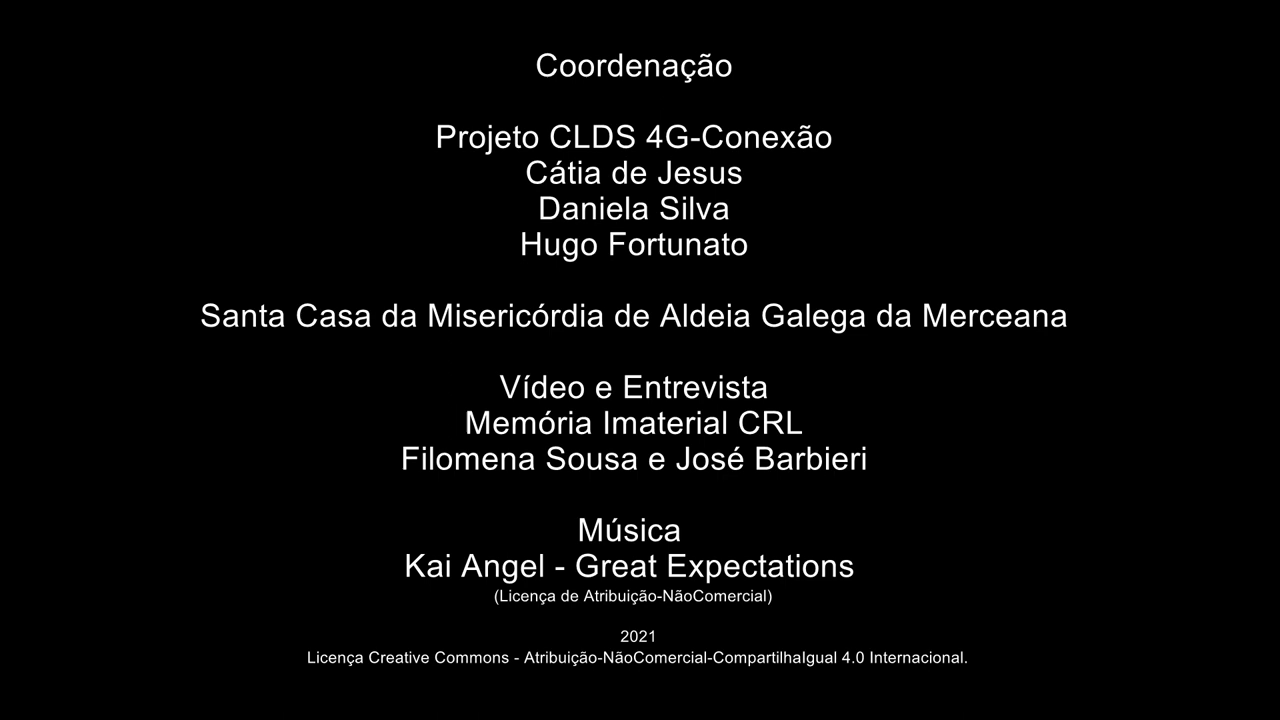 Coordenação
Projeto CLDS 4G-Conexão
Cátia de Jesus
Daniela Silva
Hugo Fortunato
Santa Casa da Misericórdia de Aldeia Galega da Merceana
Vídeo e Entrevista
Memória Imaterial CRL
Filomena Sousa e José Barbieri
Música
Kai Angel - Great Expectations
(Licença de Atribuição-NãoComercial)
2021
Licença Creative Commons - Atribuição-NãoComercial-CompartilhaIgual 4.0 Internacional.